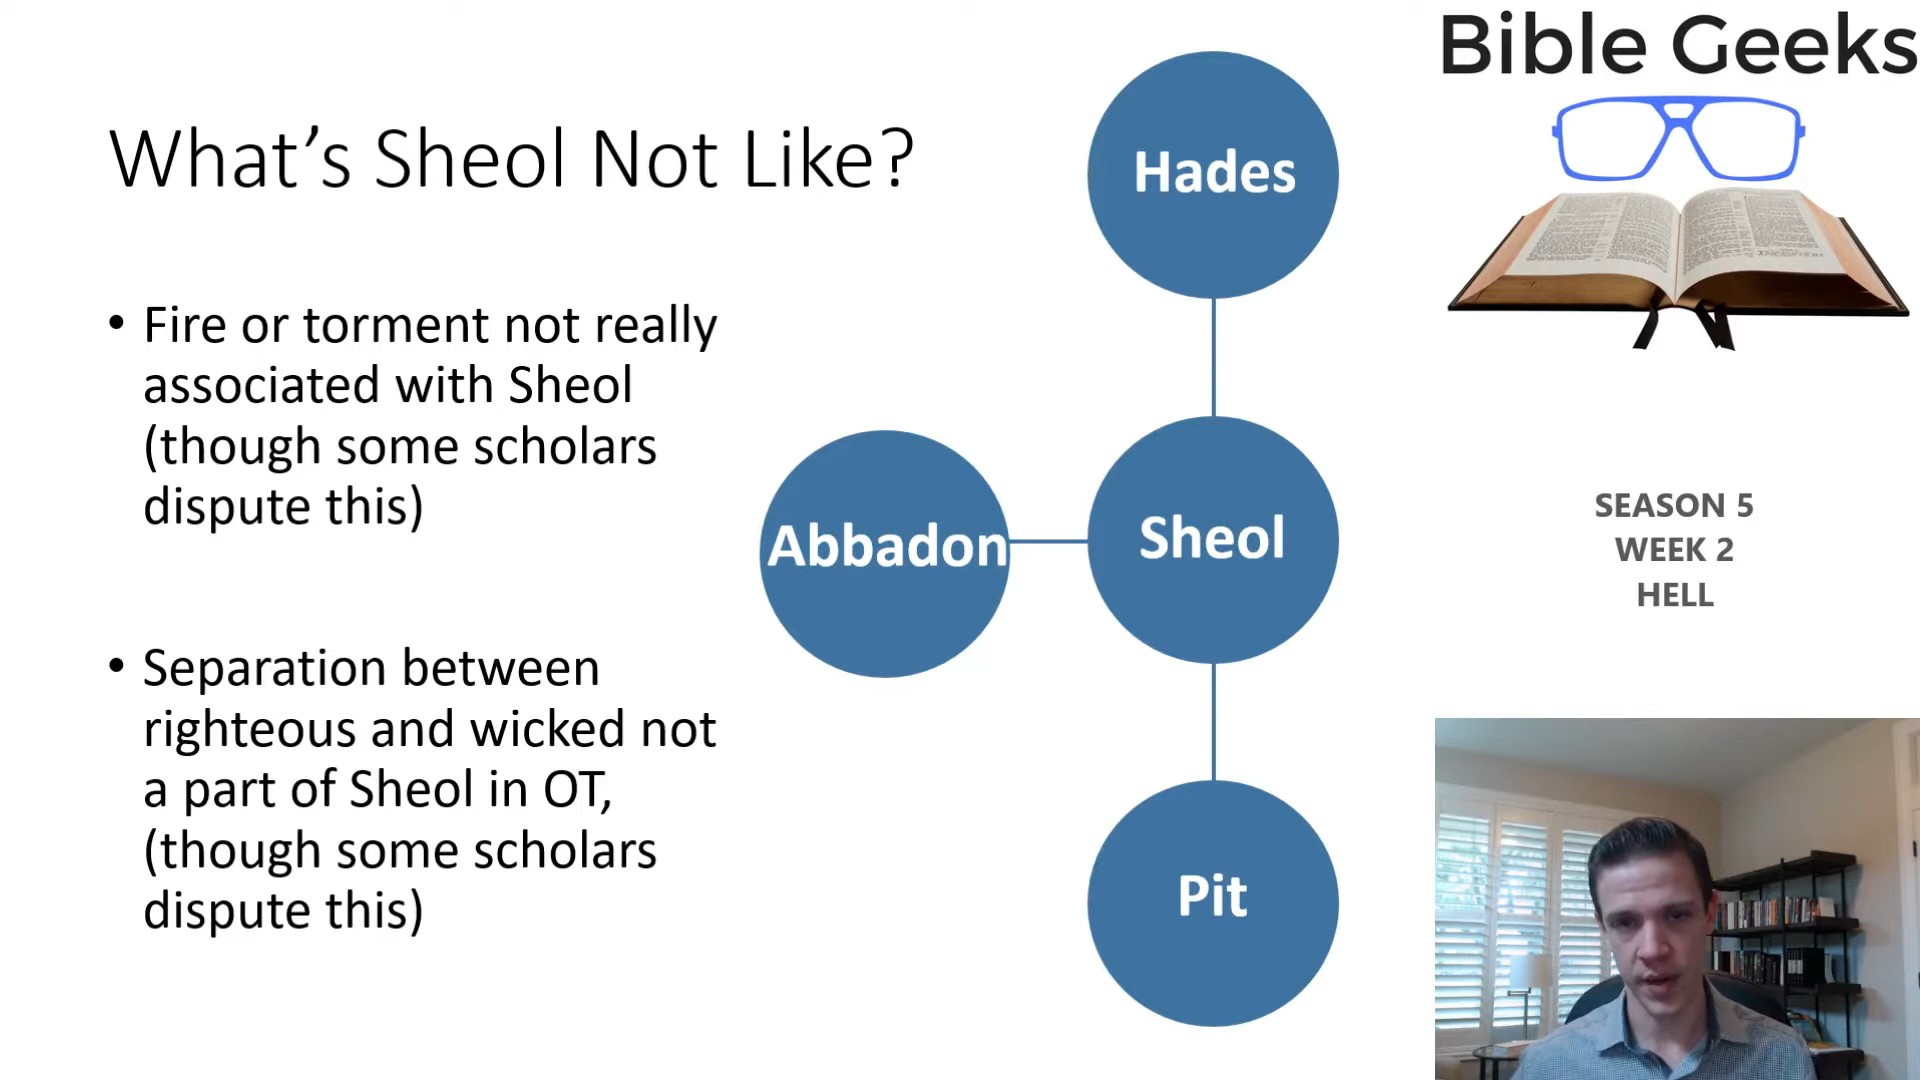 Bible Geeks
What's Sheol Not Like?
• Fire or torment not really
associated with Sheol
(though some scholars
dispute this)
• Separation between
righteous and wicked not
a part of Sheol in OT,
(though some scholars
dispute this)
Hades
Abbadon
Sheol
Pit
SEASON 5
WEEK 2
HELL